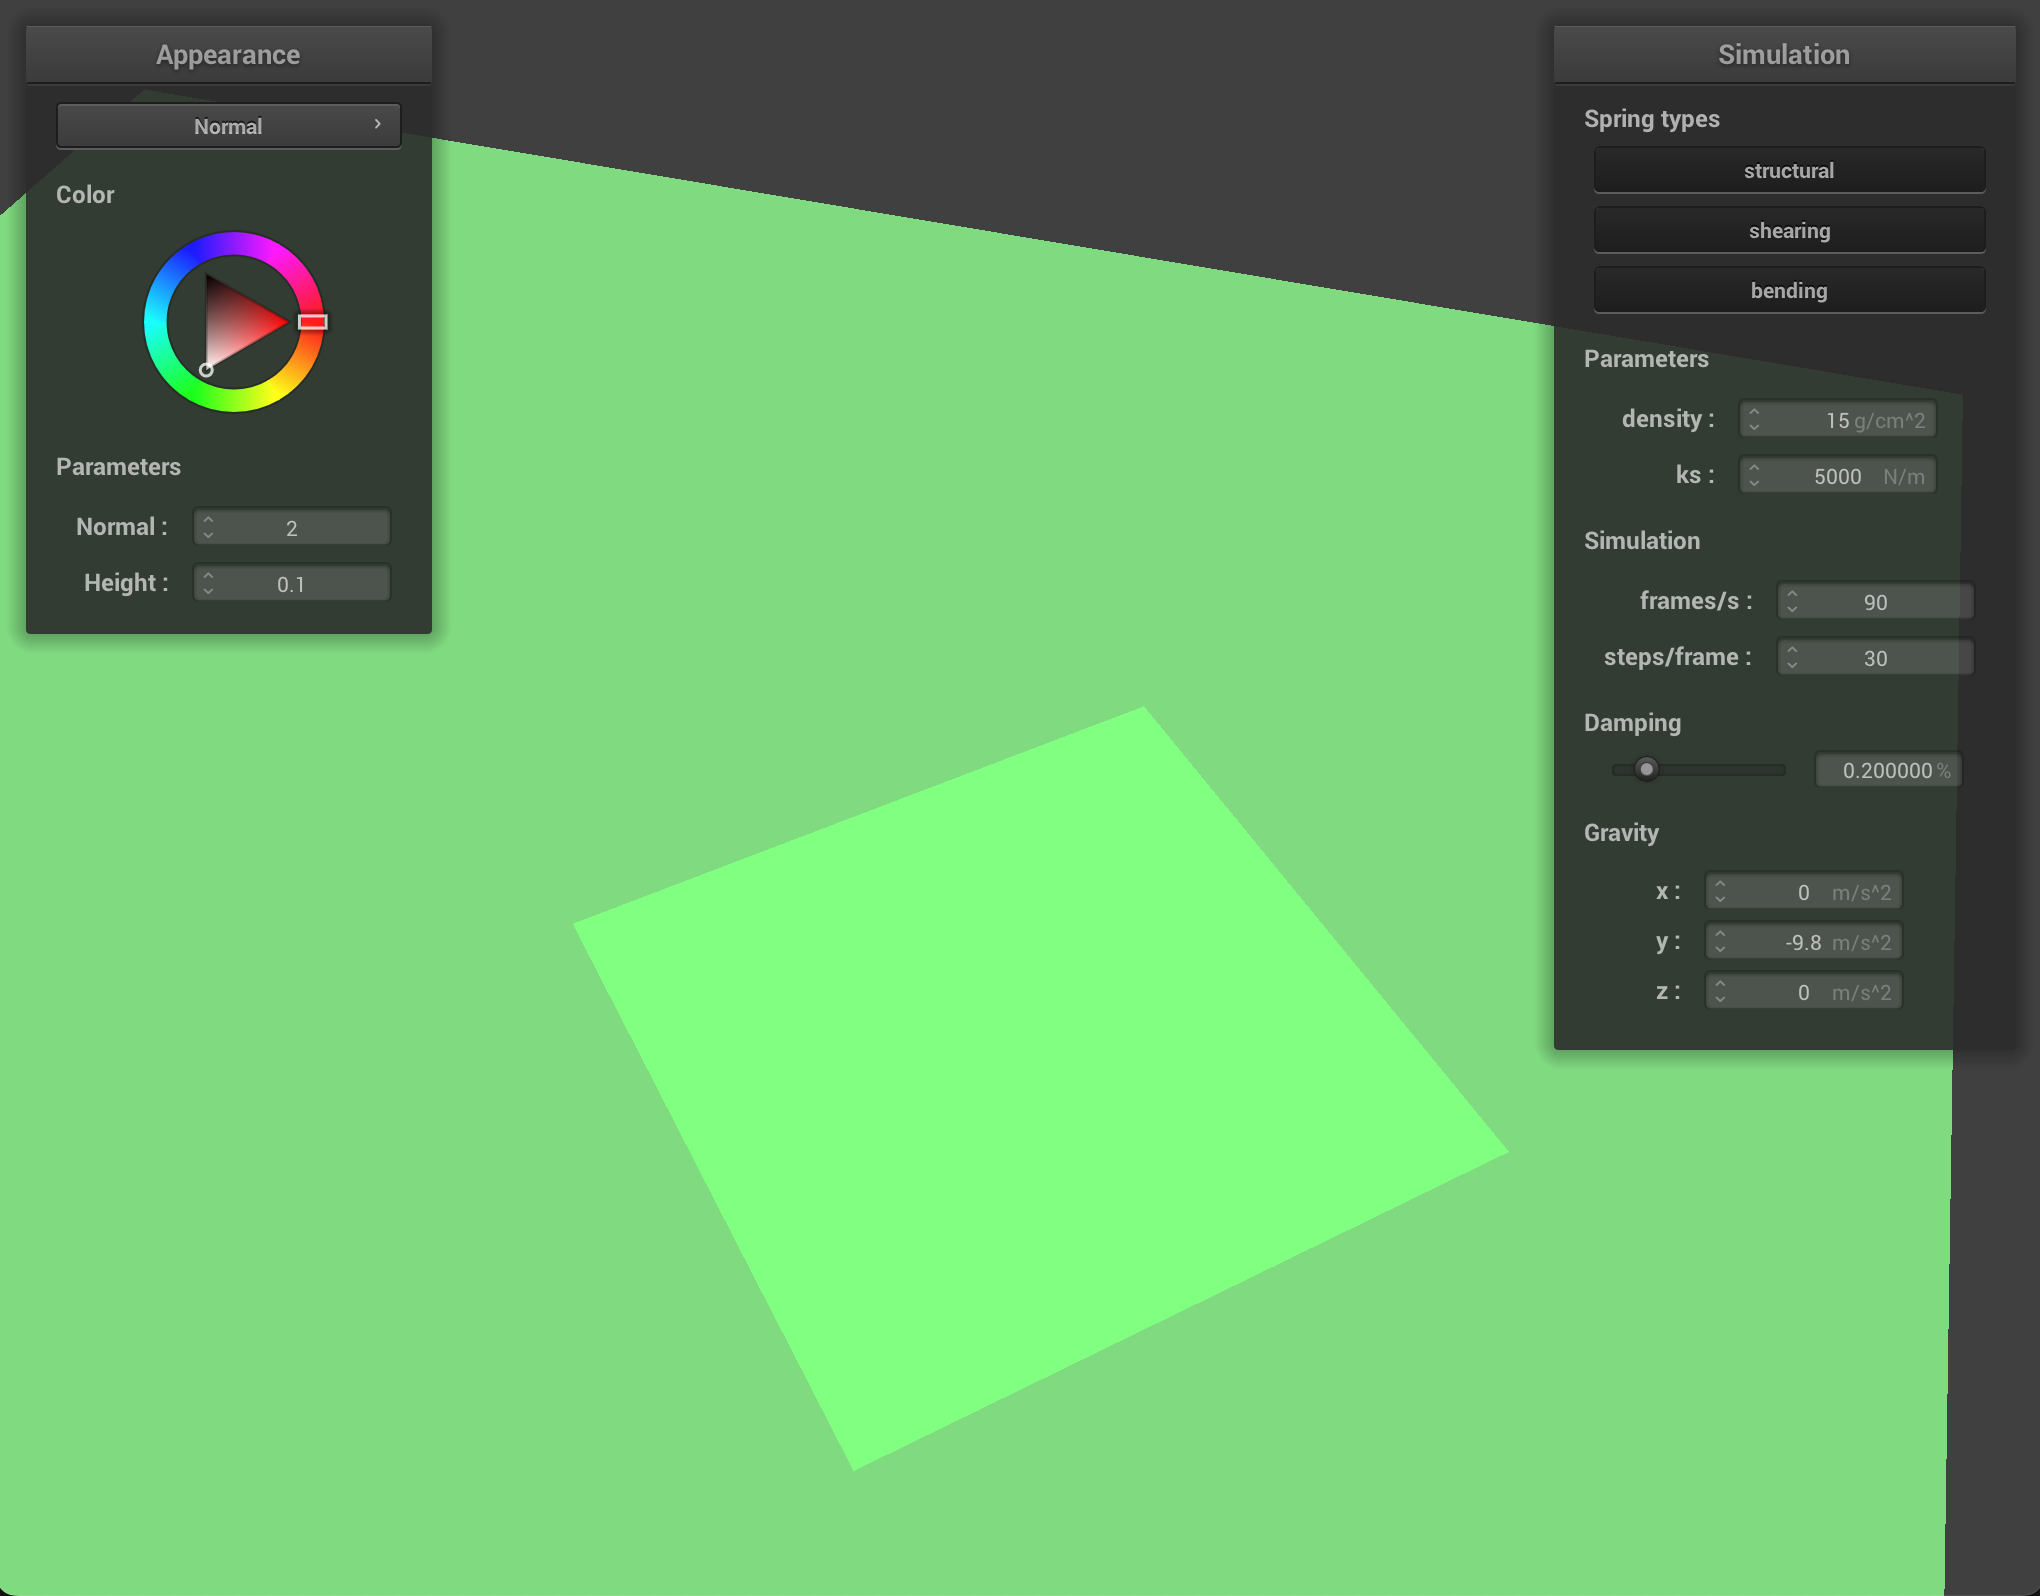 Appearance
Normal
Color
Parameters
Normal : 2
Height : 0.1
Simulation
Spring types
structural
shearing
bending
Parameters
density : 15 g/cm^2
ks : 5000 N/m
Simulation
frames/s : 90
steps/frame : 30
Damping
0.200000 %
Gravity
x : 0 m/s^2
y : -9.8 m/s^2
z : 0 m/s^2